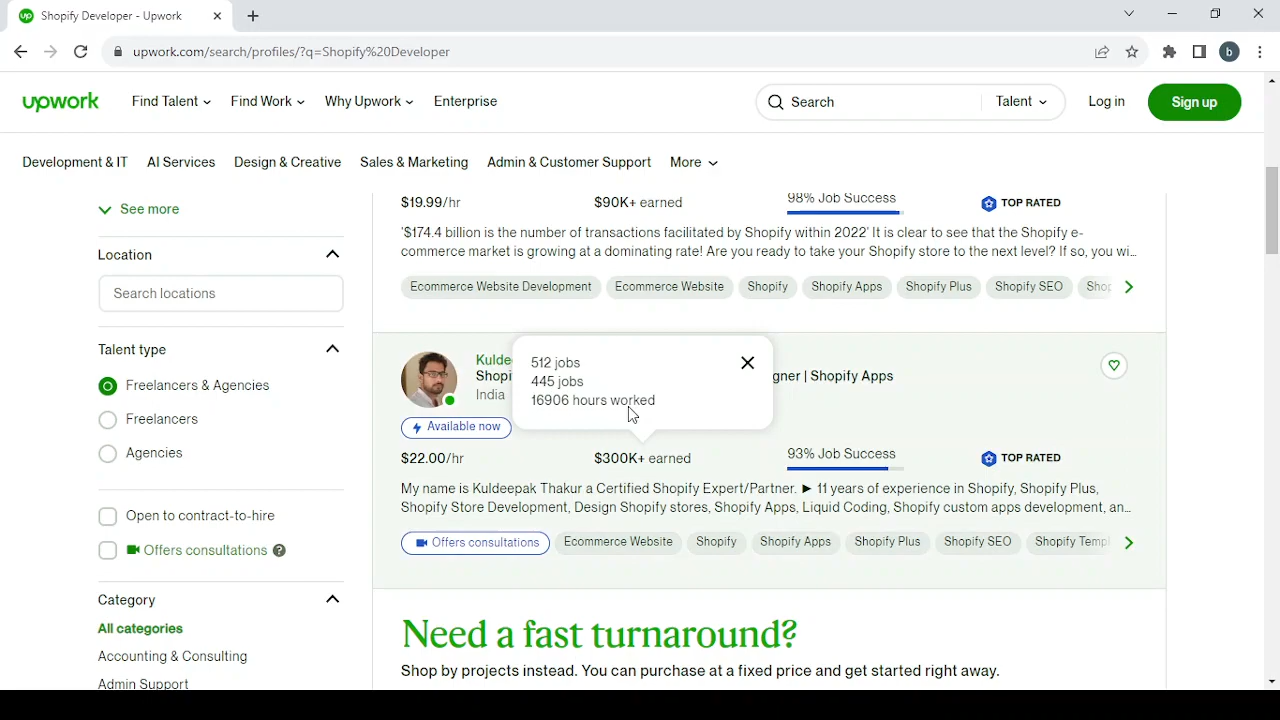 Shopify Developer - Upwork
upwork.com/search/profiles/?q=Shopify%20Developer
b
upwork
Find Talent
Find Work
Why Upwork
Enterprise
Search
Talent
Log in
Sign up
Development & IT
AI Services
Design & Creative
Sales & Marketing
Admin & Customer Support
More
See more
Location
Search locations
Talent type
Freelancers & Agencies
Freelancers
Agencies
Open to contract-to-hire
Offers consultations
Category
All categories
Accounting & Consulting
Admin Support
$19.99/hr
$90K+ earned
98% Job Success
TOP RATED
'$174.4 billion is the number of transactions facilitated by Shopify within 2022' It is clear to see that the Shopify e-
commerce market is growing at a dominating rate! Are you ready to take your Shopify store to the next level? If so, you wi...
Ecommerce Website Development
Ecommerce Website
Shopify
Shopify Apps
Shopify Plus
Shopify SEO
Shop
Kulde
Shopi
gner | Shopify Apps
India
512 jobs
445 jobs
16906 hours worked
Available now
$22.00/hr
$300K+ earned
93% Job Success
TOP RATED
My name is Kuldeepak Thakur a Certified Shopify Expert/Partner. ► 11 years of experience in Shopify, Shopify Plus,
Shopify Store Development, Design Shopify stores, Shopify Apps, Liquid Coding, Shopify custom apps development, an...
Offers consultations
Ecommerce Website
Shopify
Shopify Apps
Shopify Plus
Shopify SEO
Shopify Templ
Need a fast turnaround?
Shop by projects instead. You can purchase at a fixed price and get started right away.